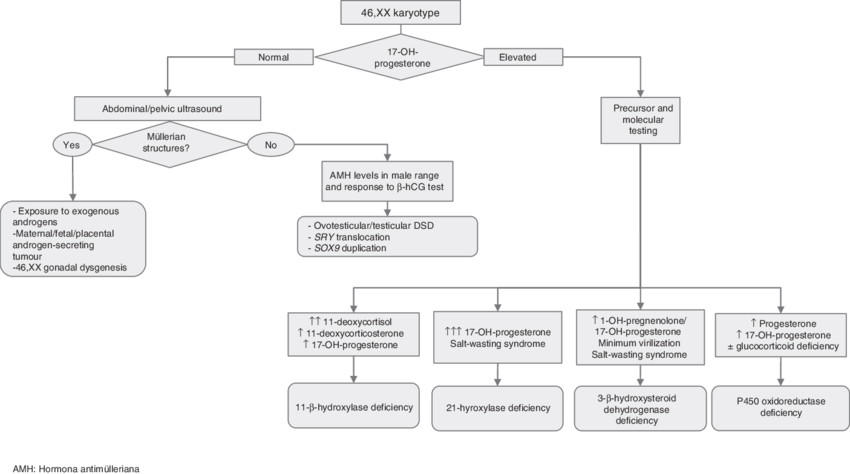 46,XX karyotype
17-OH-
progesterone
Normal
Elevated
Abdominal/pelvic ultrasound
Precursor and
molecular
testing
Müllerian
structures?
Yes
No
AMH levels in male range
and response to β-hCG test
- Exposure to exogenous
androgens
-Maternal/fetal/placental
androgen-secreting
tumour
-46,XX gonadal dysgenesis
- Ovotesticular/testicular DSD
- SRY translocation
- SOX9 duplication
↑↑ 11-deoxycortisol
↑ 11-deoxycorticosterone
↑ 17-OH-progesterone
↑↑↑ 17-OH-progesterone
Salt-wasting syndrome
↑ 1-OH-pregnenolone/
17-OH-progesterone
Minimum virilization
Salt-wasting syndrome
↑ Progesterone
↑ 17-OH-progesterone
± glucocorticoid deficiency
11-β-hydroxylase deficiency
21-hyroxylase deficiency
3-β-hydroxysteroid
dehydrogenase
deficiency
P450 oxidoreductase
deficiency
AMH: Hormona antimülleriana